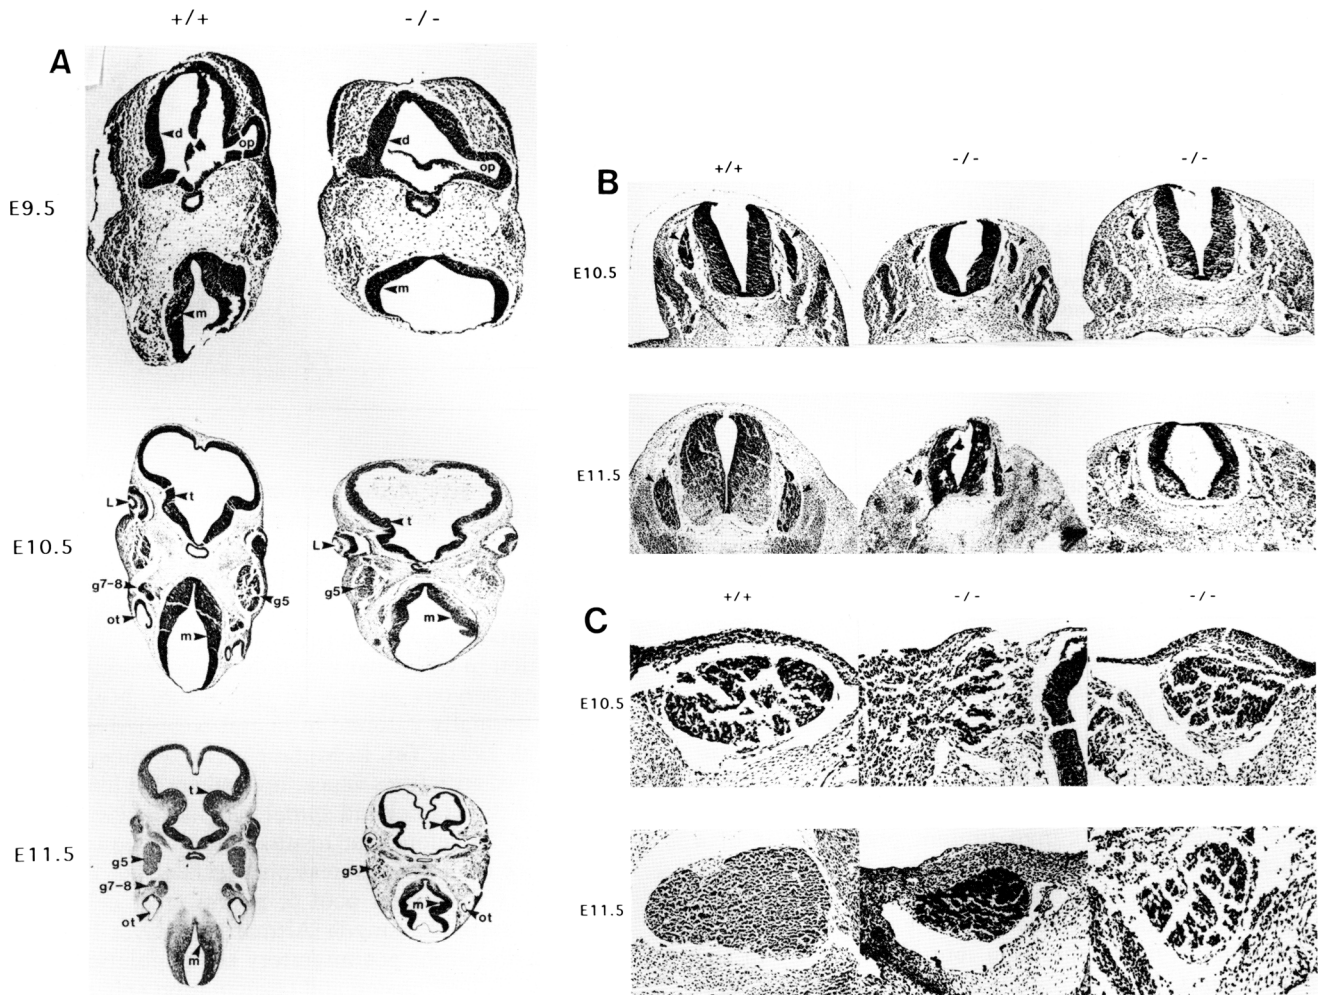 +/+ -/-
A
d
op
d
op
E9.5
m
m
t
L
t
E10.5
L
g7-8
g5
g5
ot
m
m
t
t
E11.5
g5
g5
g7-8
m
ot
ot
m
+/+ -/- -/-
B
E10.5
E11.5
+/+ -/- -/-
C
E10.5
E11.5